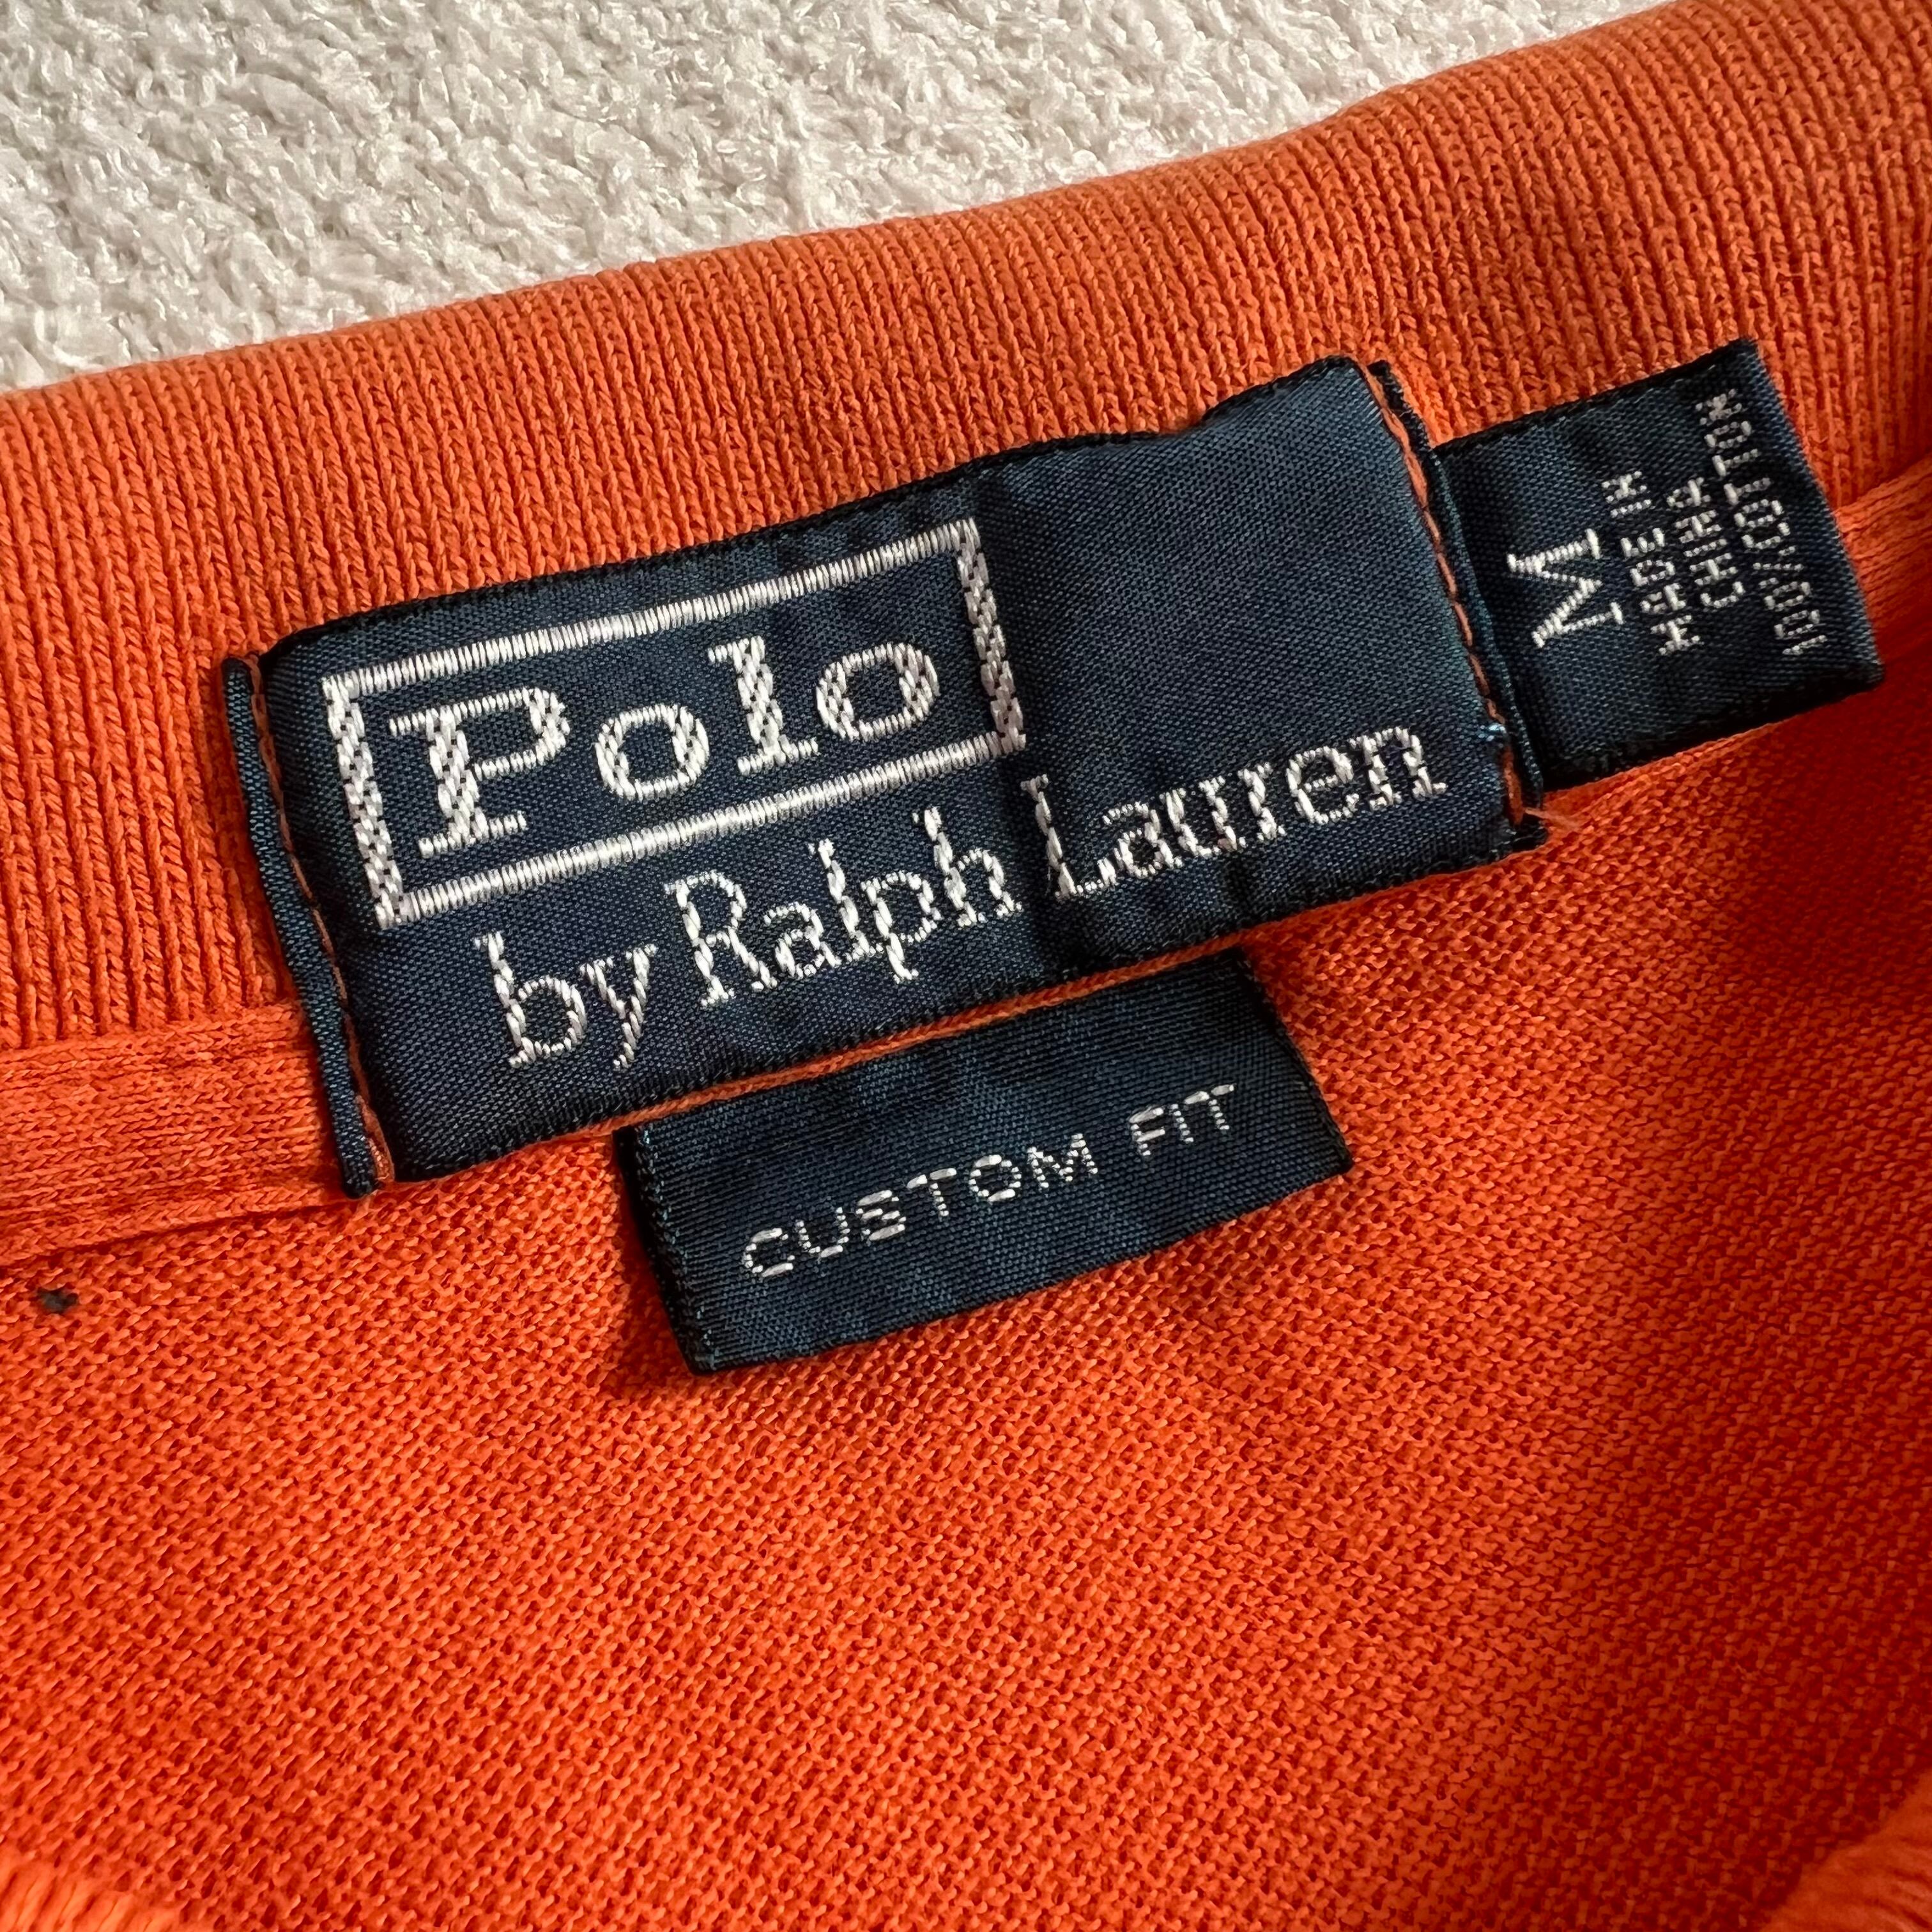 Polo
by Ralph Lauren
M
MADE IN
CHINA
100%COTTON
CUSTOM FIT